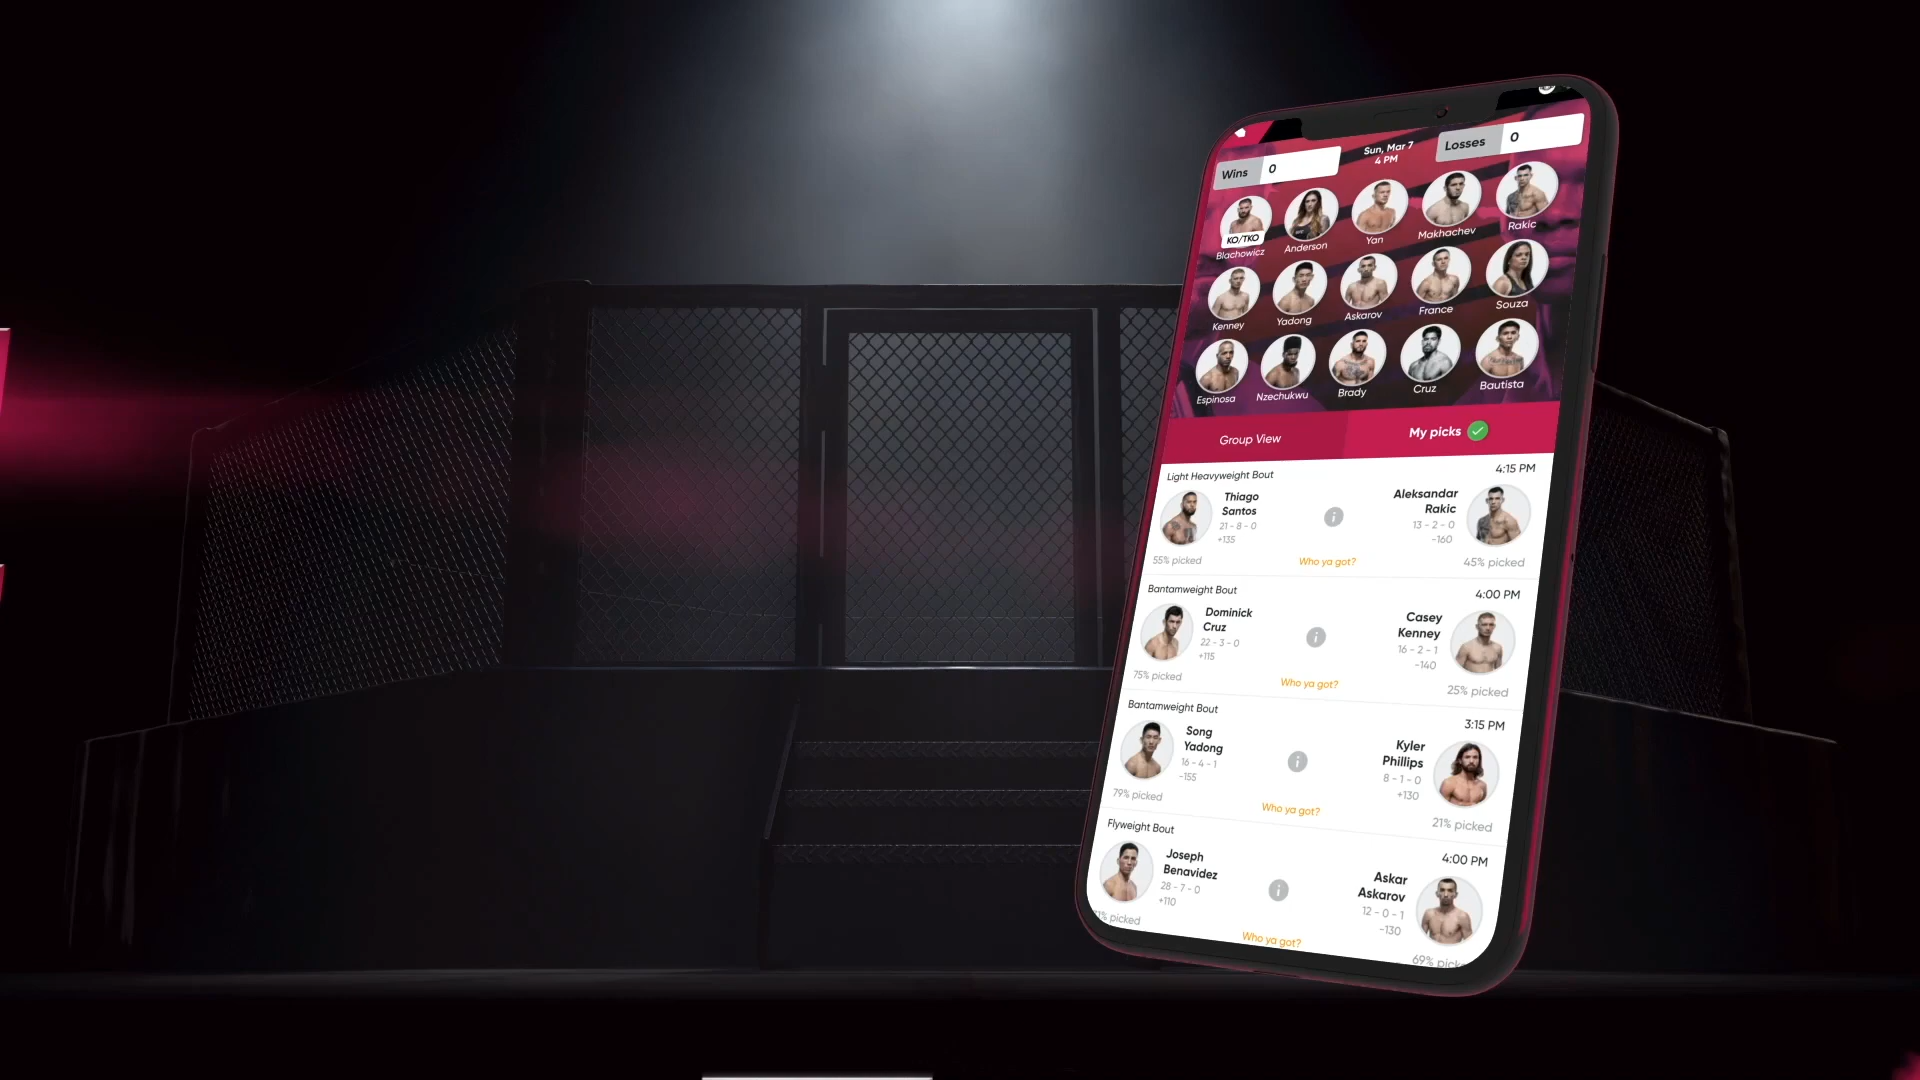 Wins 0
Sun, Mar 7
4 PM
Losses 0
KO/TKO
Blachowicz
Anderson
Yan
Makhachev
Rakic
Kenney
Yadong
Askarov
France
Souza
Espinosa
Nzechukwu
Brady
Cruz
Bautista
Group View
My picks
Light Heavyweight Bout
4:15 PM
Thiago
Santos
21 - 8 - 0
+135
55% picked
Who ya got?
Aleksandar
Rakic
13 - 2 - 0
-160
45% picked
Bantamweight Bout
4:00 PM
Dominick
Cruz
22 - 3 - 0
+115
75% picked
Who ya got?
Casey
Kenney
16 - 2 - 1
-140
25% picked
Bantamweight Bout
3:15 PM
Song
Yadong
16 - 4 - 1
-155
79% picked
Who ya got?
Kyler
Phillips
8 - 1 - 0
+130
21% picked
Flyweight Bout
4:00 PM
Joseph
Benavidez
28 - 7 - 0
+110
picked
Who ya got?
Askar
Askarov
12 - 0 - 1
-130
69%